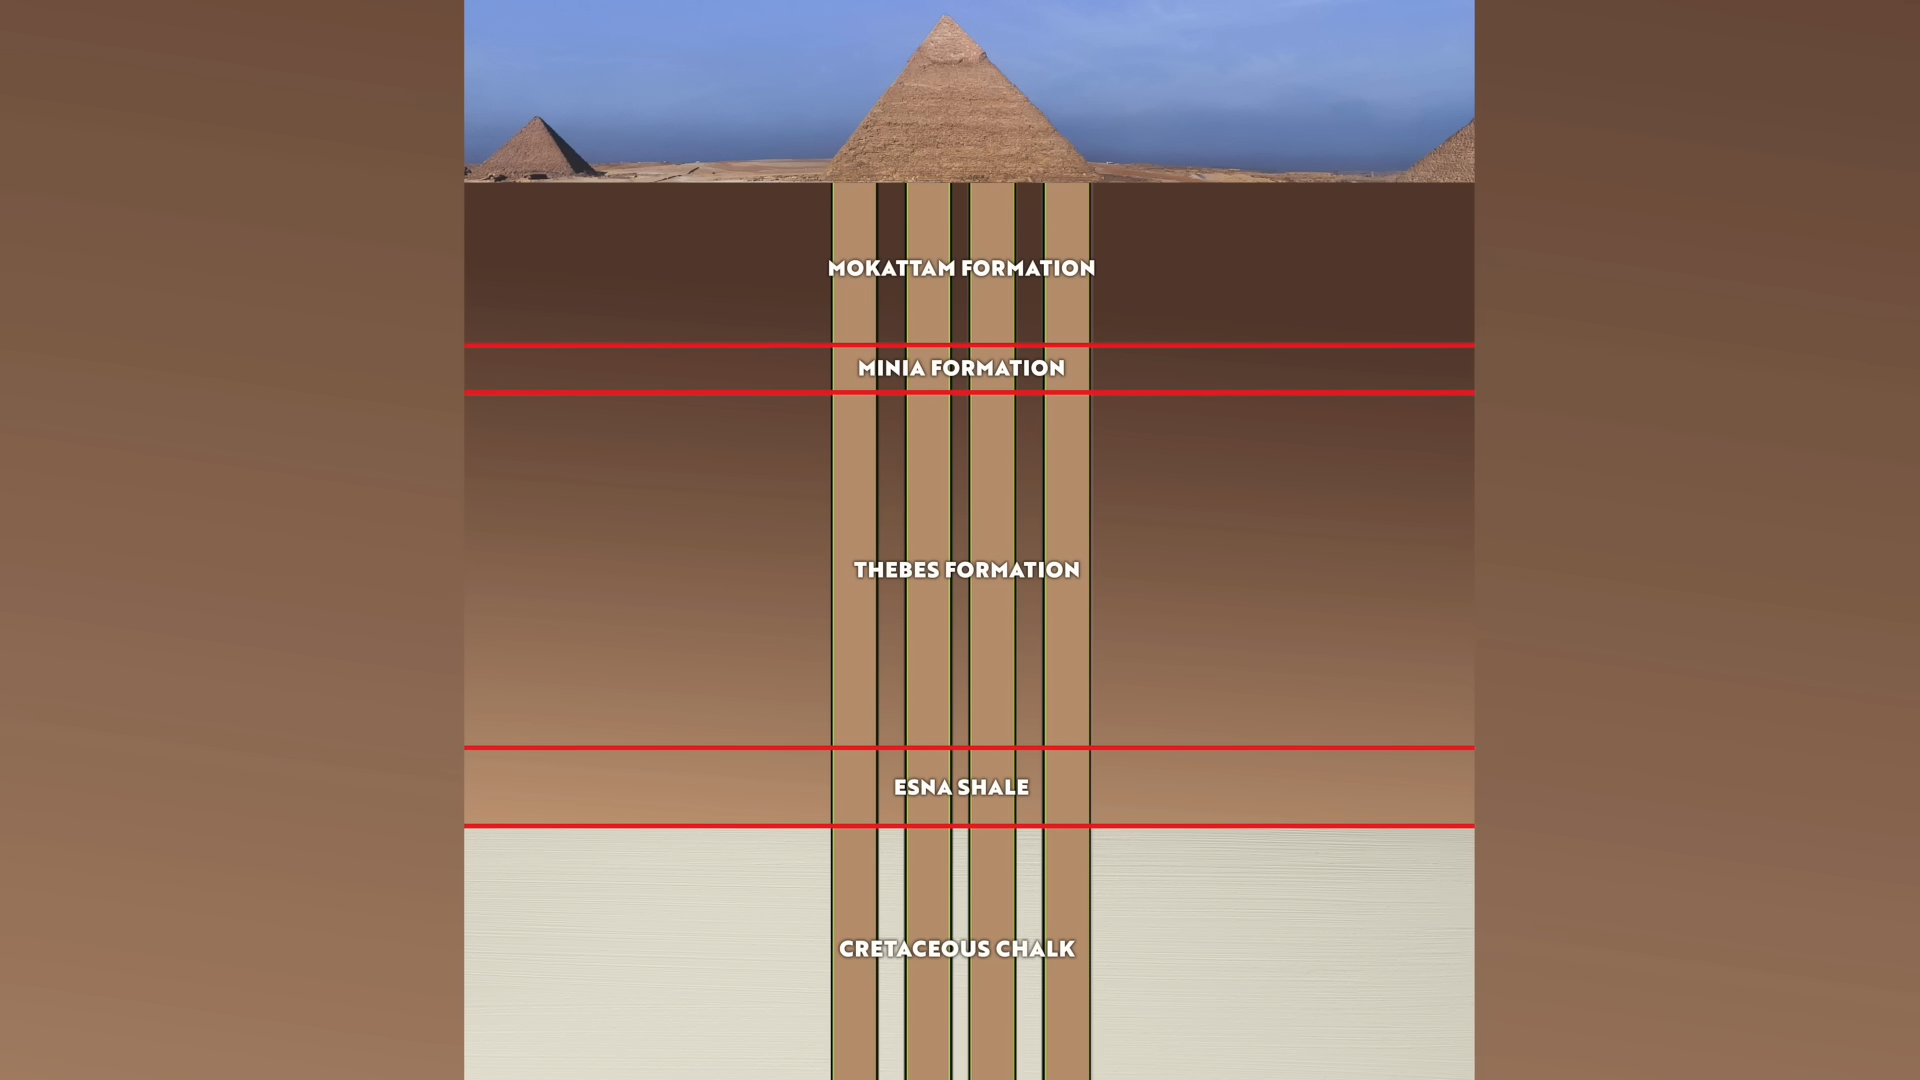 MOKATTAM FORMATION
MINIA FORMATION
THEBES FORMATION
ESNA SHALE
CRETACEOUS CHALK